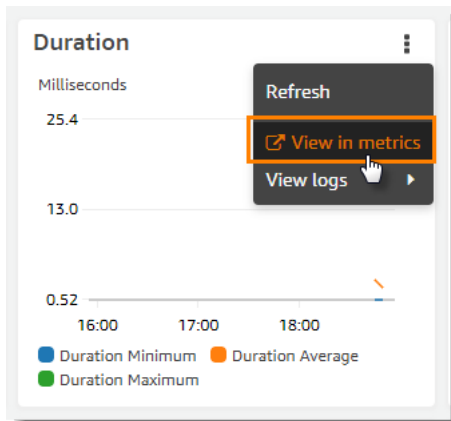 Duration
Milliseconds
Refresh
25.4
View in metrics
View logs
13.0
0.52
16:00 17:00 18:00
Duration Minimum Duration Average
Duration Maximum